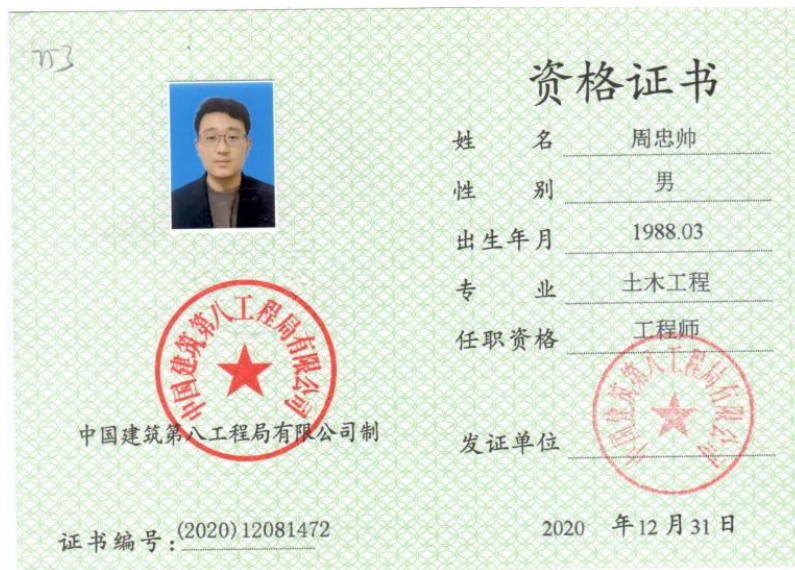 中国建筑第八工程局有限公司
中国建筑第八工程局有限公司制
证书编号:(2020)12081472
资格证书
姓 名 周忠帅
性 别 男
出生年月 1988.03
专 业 土木工程
任职资格 工程师
发证单位
中国建筑第八工程局有限公司
2020 年12月31日